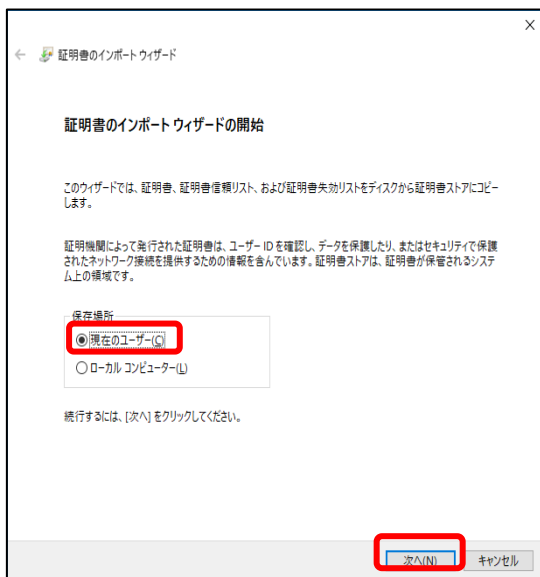 証明書のインポート ウィザード
証明書のインポート ウィザードの開始
このウィザードでは、証明書、証明書信頼リスト、および証明書失効リストをディスクから証明書ストアにコピー
します。
証明機関によって発行された証明書は、ユーザー ID を確認し、データを保護したり、またはセキュリティで保護
されたネットワーク接続を提供するための情報を含んでいます。証明書ストアは、証明書が保管されるシステ
ム上の領域です。
保存場所
現在のユーザー(C)
ローカル コンピューター(L)
続行するには、[次へ] をクリックしてください。
次へ(N) キャンセル